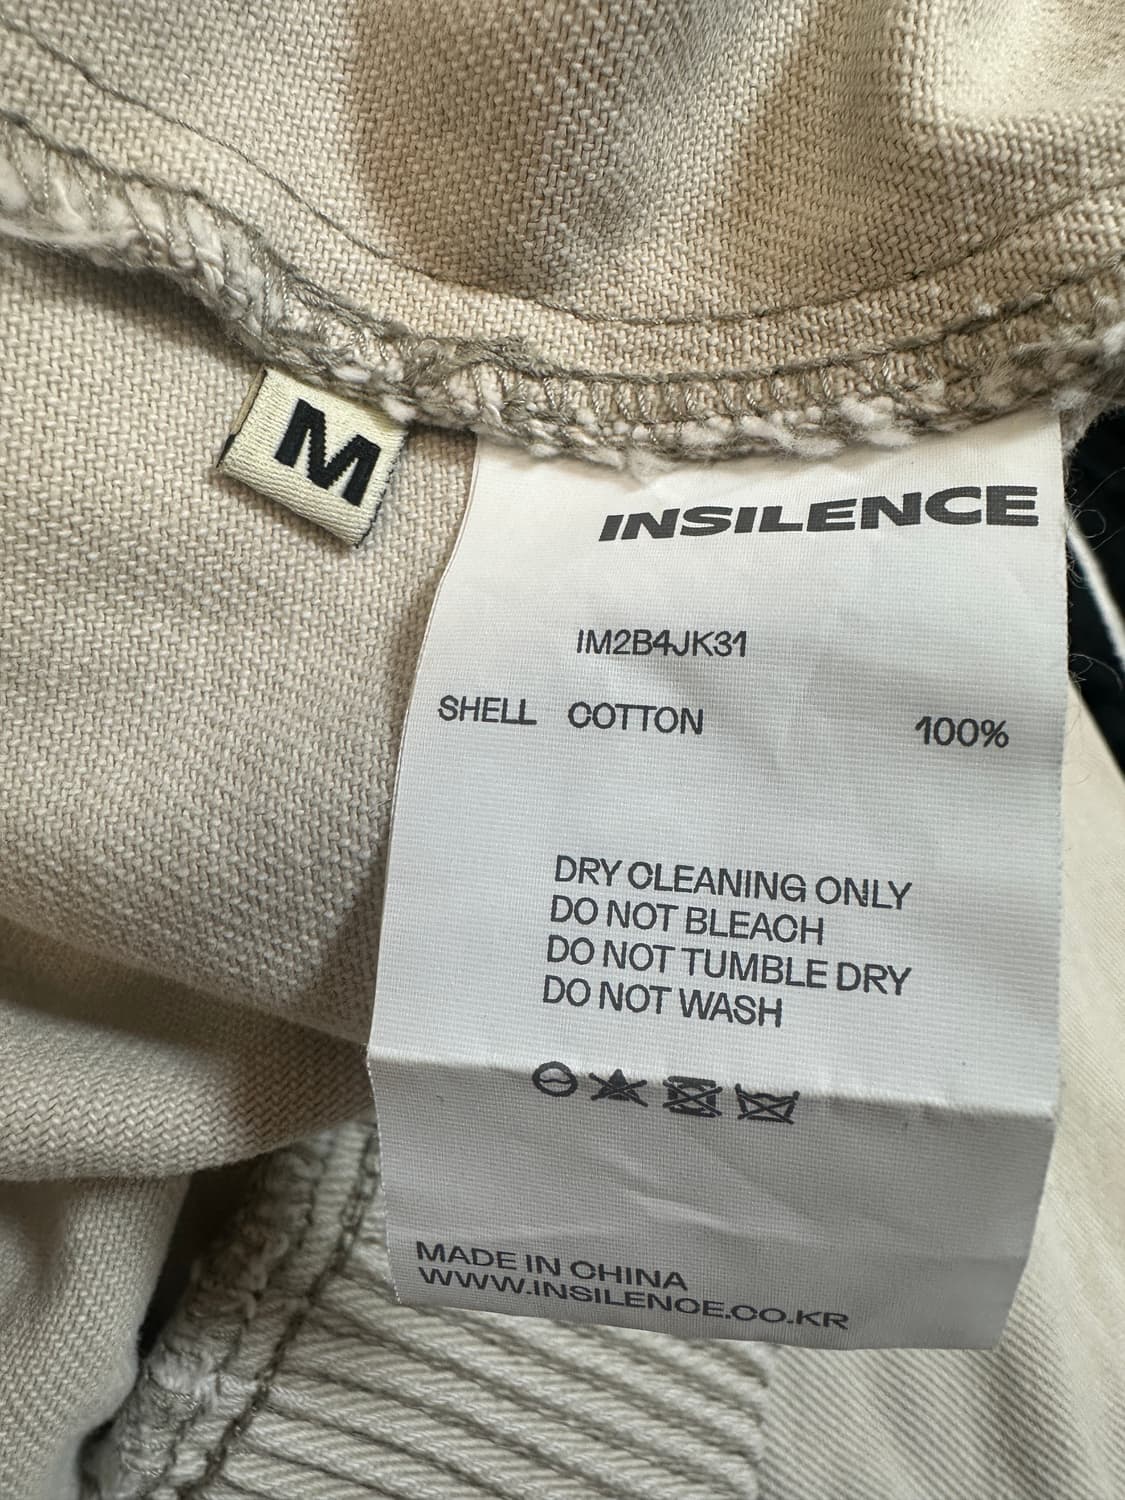 M
INSILENCE
IM2B4JK31
SHELL COTTON 100%
DRY CLEANING ONLY
DO NOT BLEACH
DO NOT TUMBLE DRY
DO NOT WASH
MADE IN CHINA
WWW.INSILENCE.CO.KR